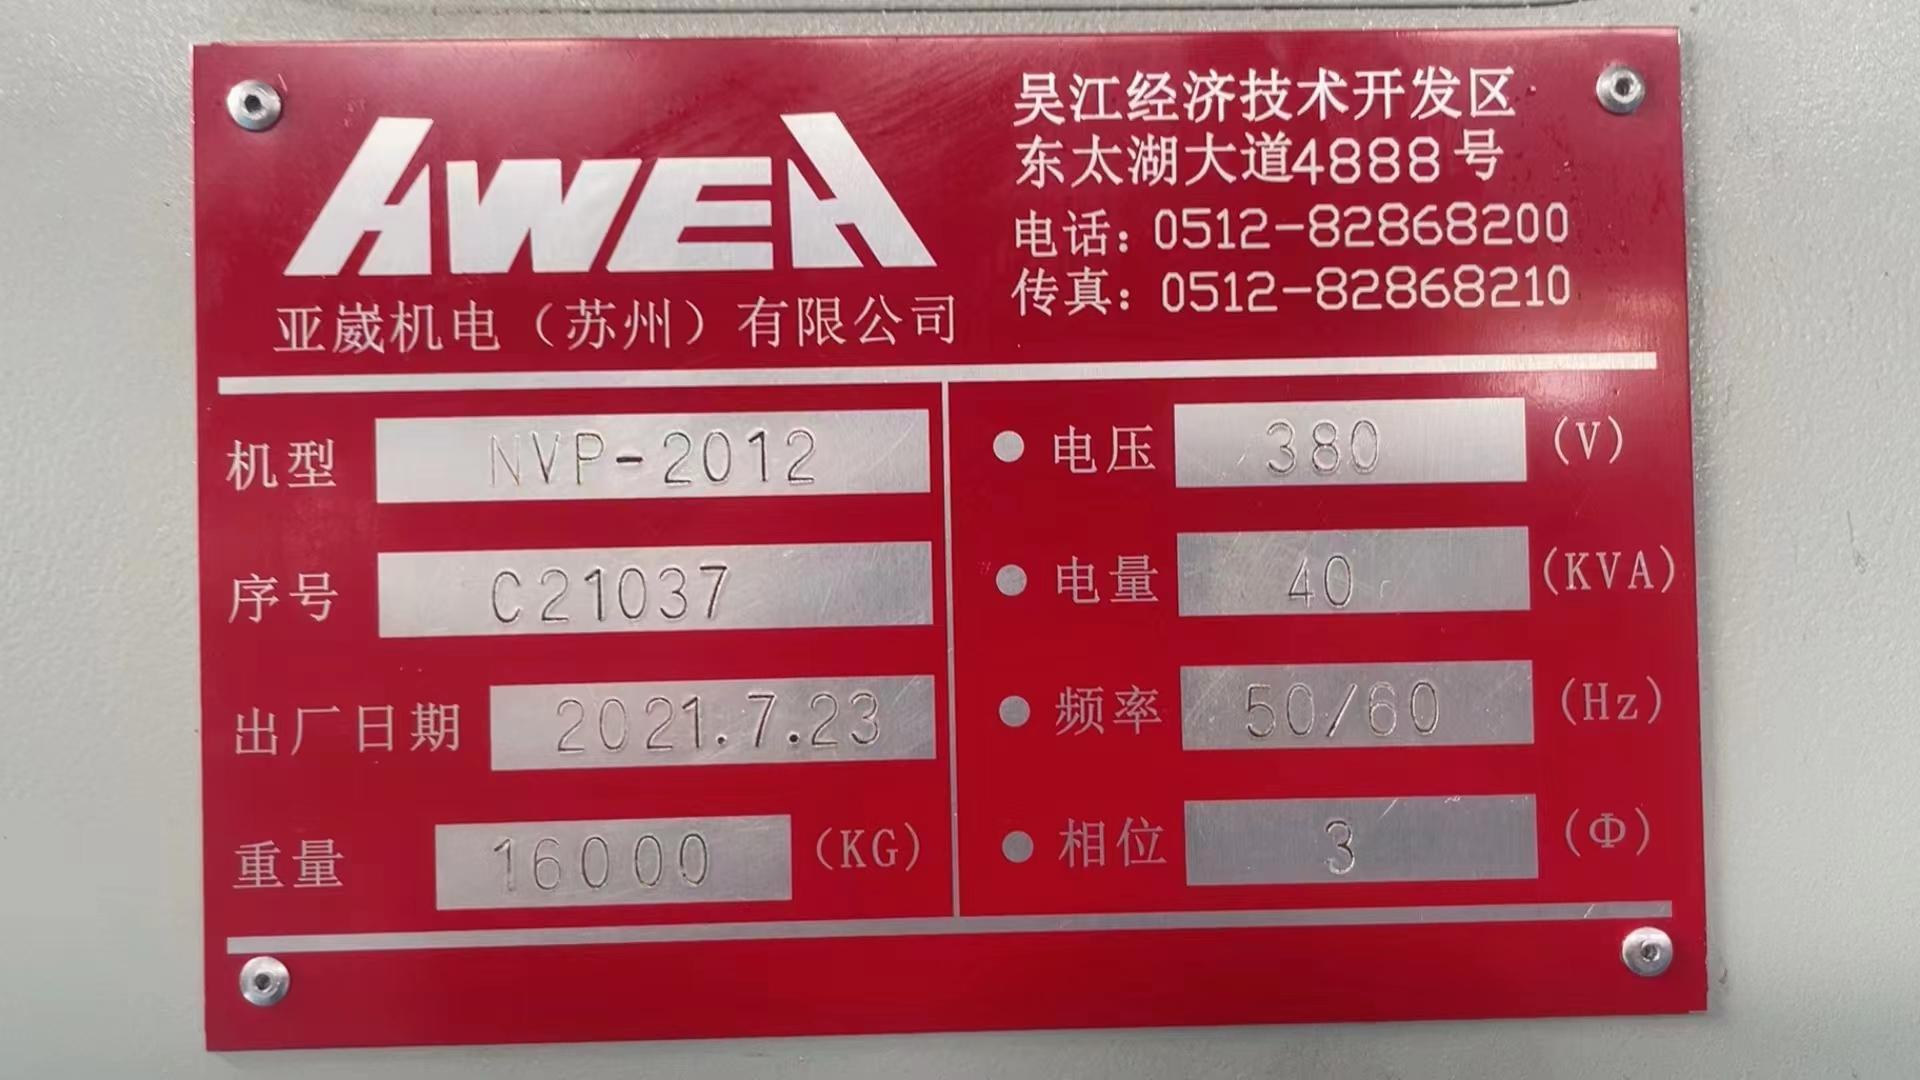 AWEA
亚崴机电（苏州）有限公司
吴江经济技术开发区
东太湖大道4888号
电话：0512-82868200
传真：0512-82868210
机型 NVP-2012
序号 C21037
出厂日期 2021.7.23
重量 16000 (KG)
电压 380 (V)
电量 40 (KVA)
频率 50/60 (Hz)
相位 3 (Φ)